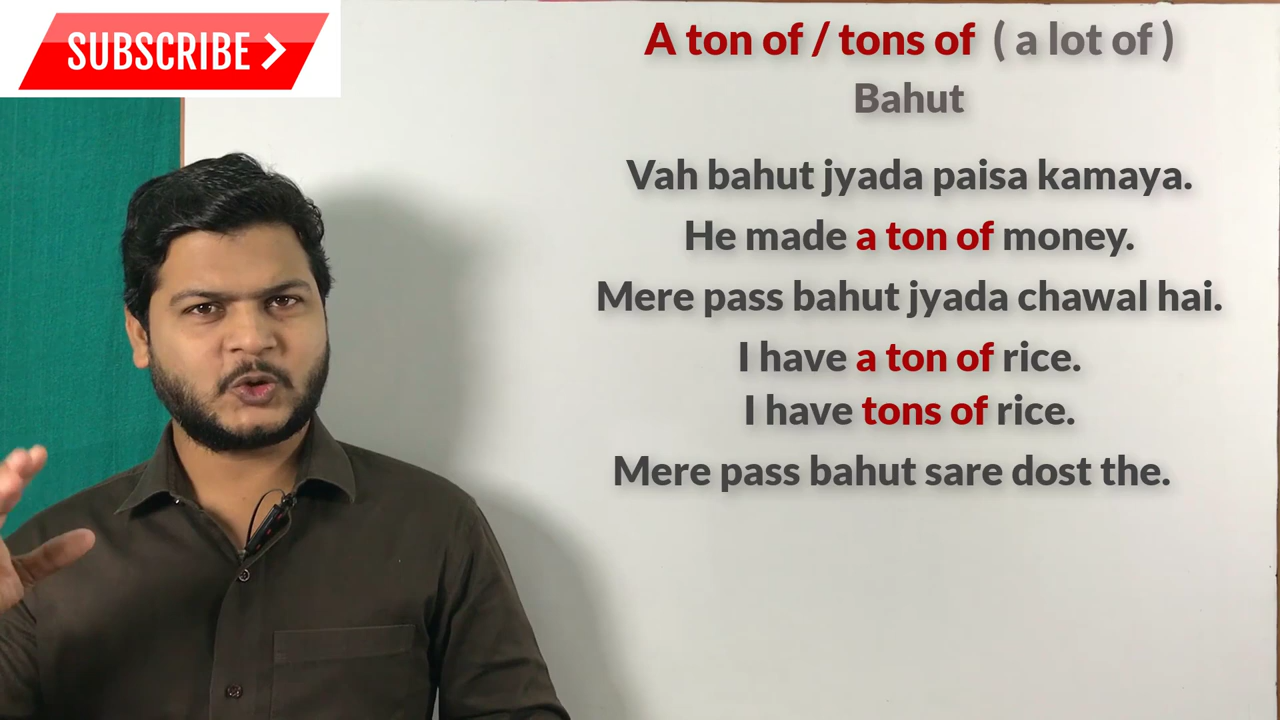 SUBSCRIBE
A ton of / tons of ( a lot of )
Bahut
Vah bahut jyada paisa kamaya.
He made a ton of money.
Mere pass bahut jyada chawal hai.
I have a ton of rice.
I have tons of rice.
Mere pass bahut sare dost the.